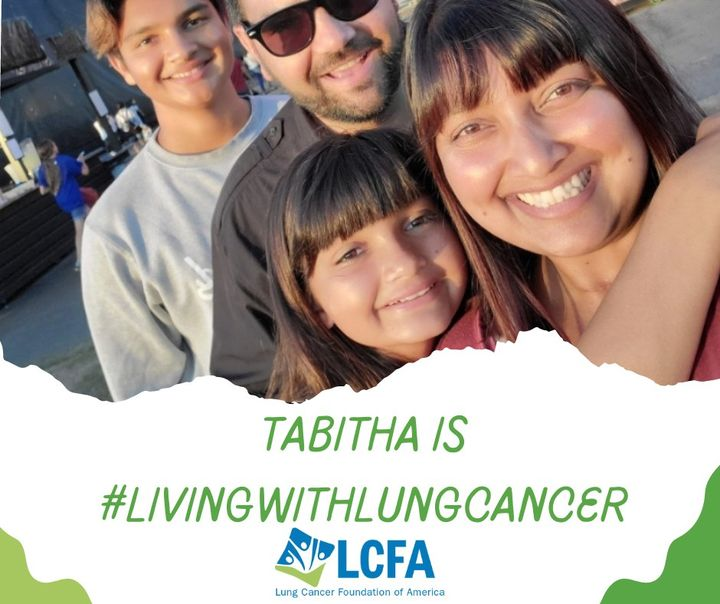 TABITHA IS
#LIVINGWITHLUNGCANCER
LCFA
Lung Cancer Foundation of America